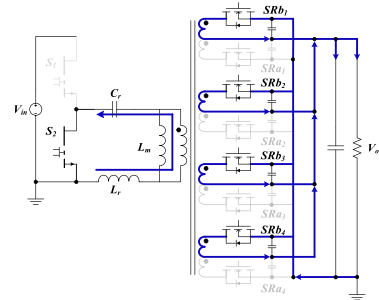 SRb1
S1
SRa1
Cr
Vin
SRb2
S2
Lm
SRa2
Vo
SRb3
Lr
SRa3
SRb4
SRa4